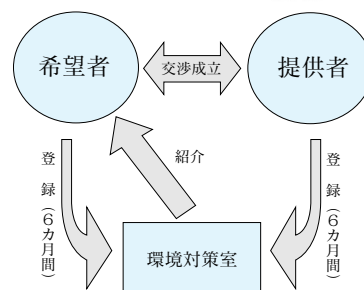 希望者
交渉成立
提供者
登録（６カ月間）
紹介
登録（６カ月間）
環境対策室